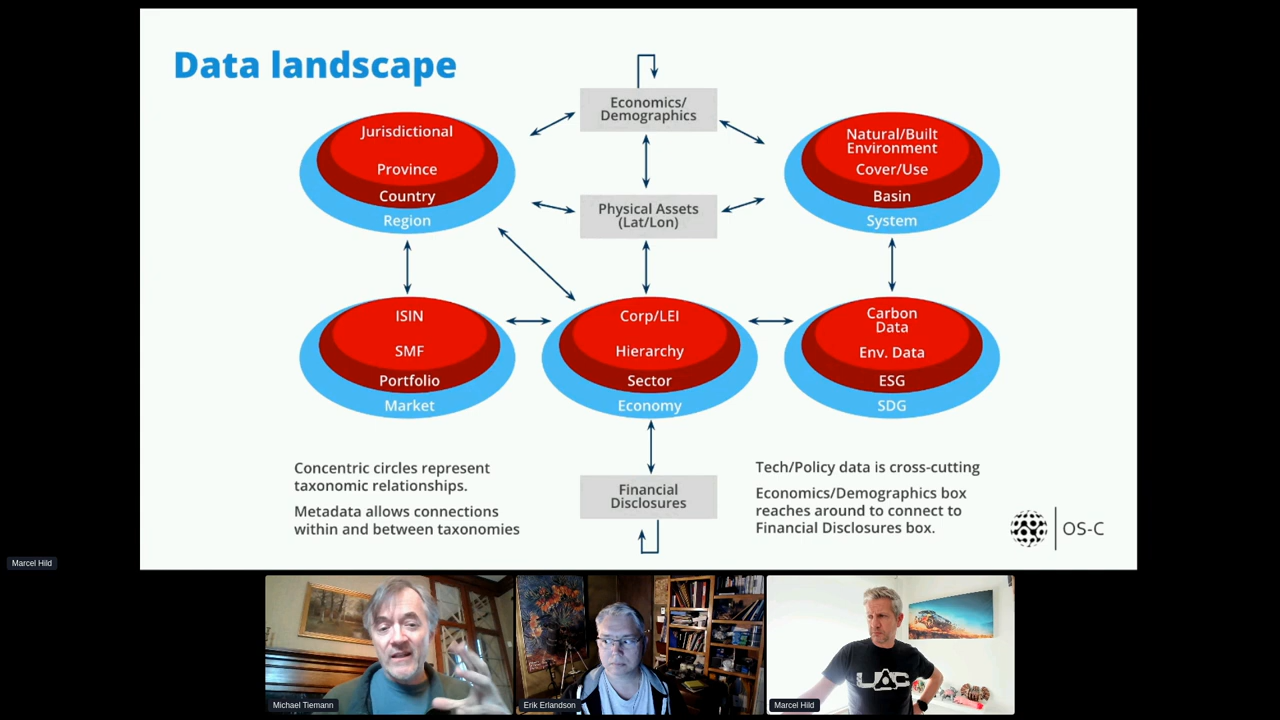 Data landscape
Economics/
Demographics
Jurisdictional
Province
Country
Region
Natural/Built
Environment
Cover/Use
Basin
System
Physical Assets
(Lat/Lon)
ISIN
SMF
Portfolio
Market
Corp/LEI
Hierarchy
Sector
Economy
Carbon
Data
Env. Data
ESG
SDG
Financial
Disclosures
Concentric circles represent
taxonomic relationships.
Metadata allows connections
within and between taxonomies
Tech/Policy data is cross-cutting
Economics/Demographics box
reaches around to connect to
Financial Disclosures box.
OS-C
Marcel Hild
Michael Tiemann
Erik Erlandson
Marcel Hild